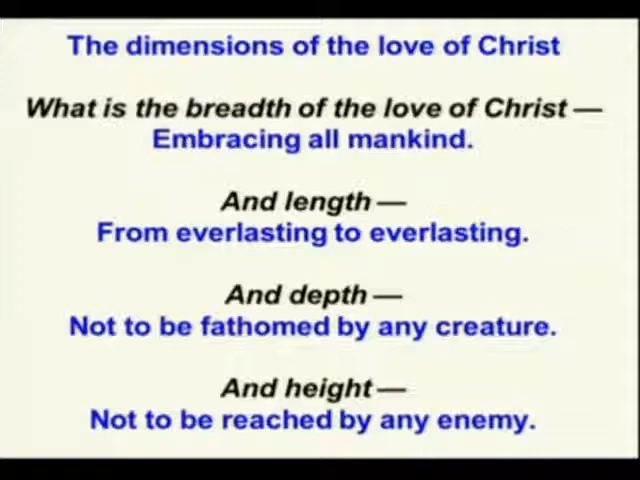 The dimensions of the love of Christ
What is the breadth of the love of Christ —
Embracing all mankind.
And length —
From everlasting to everlasting.
And depth —
Not to be fathomed by any creature.
And height —
Not to be reached by any enemy.